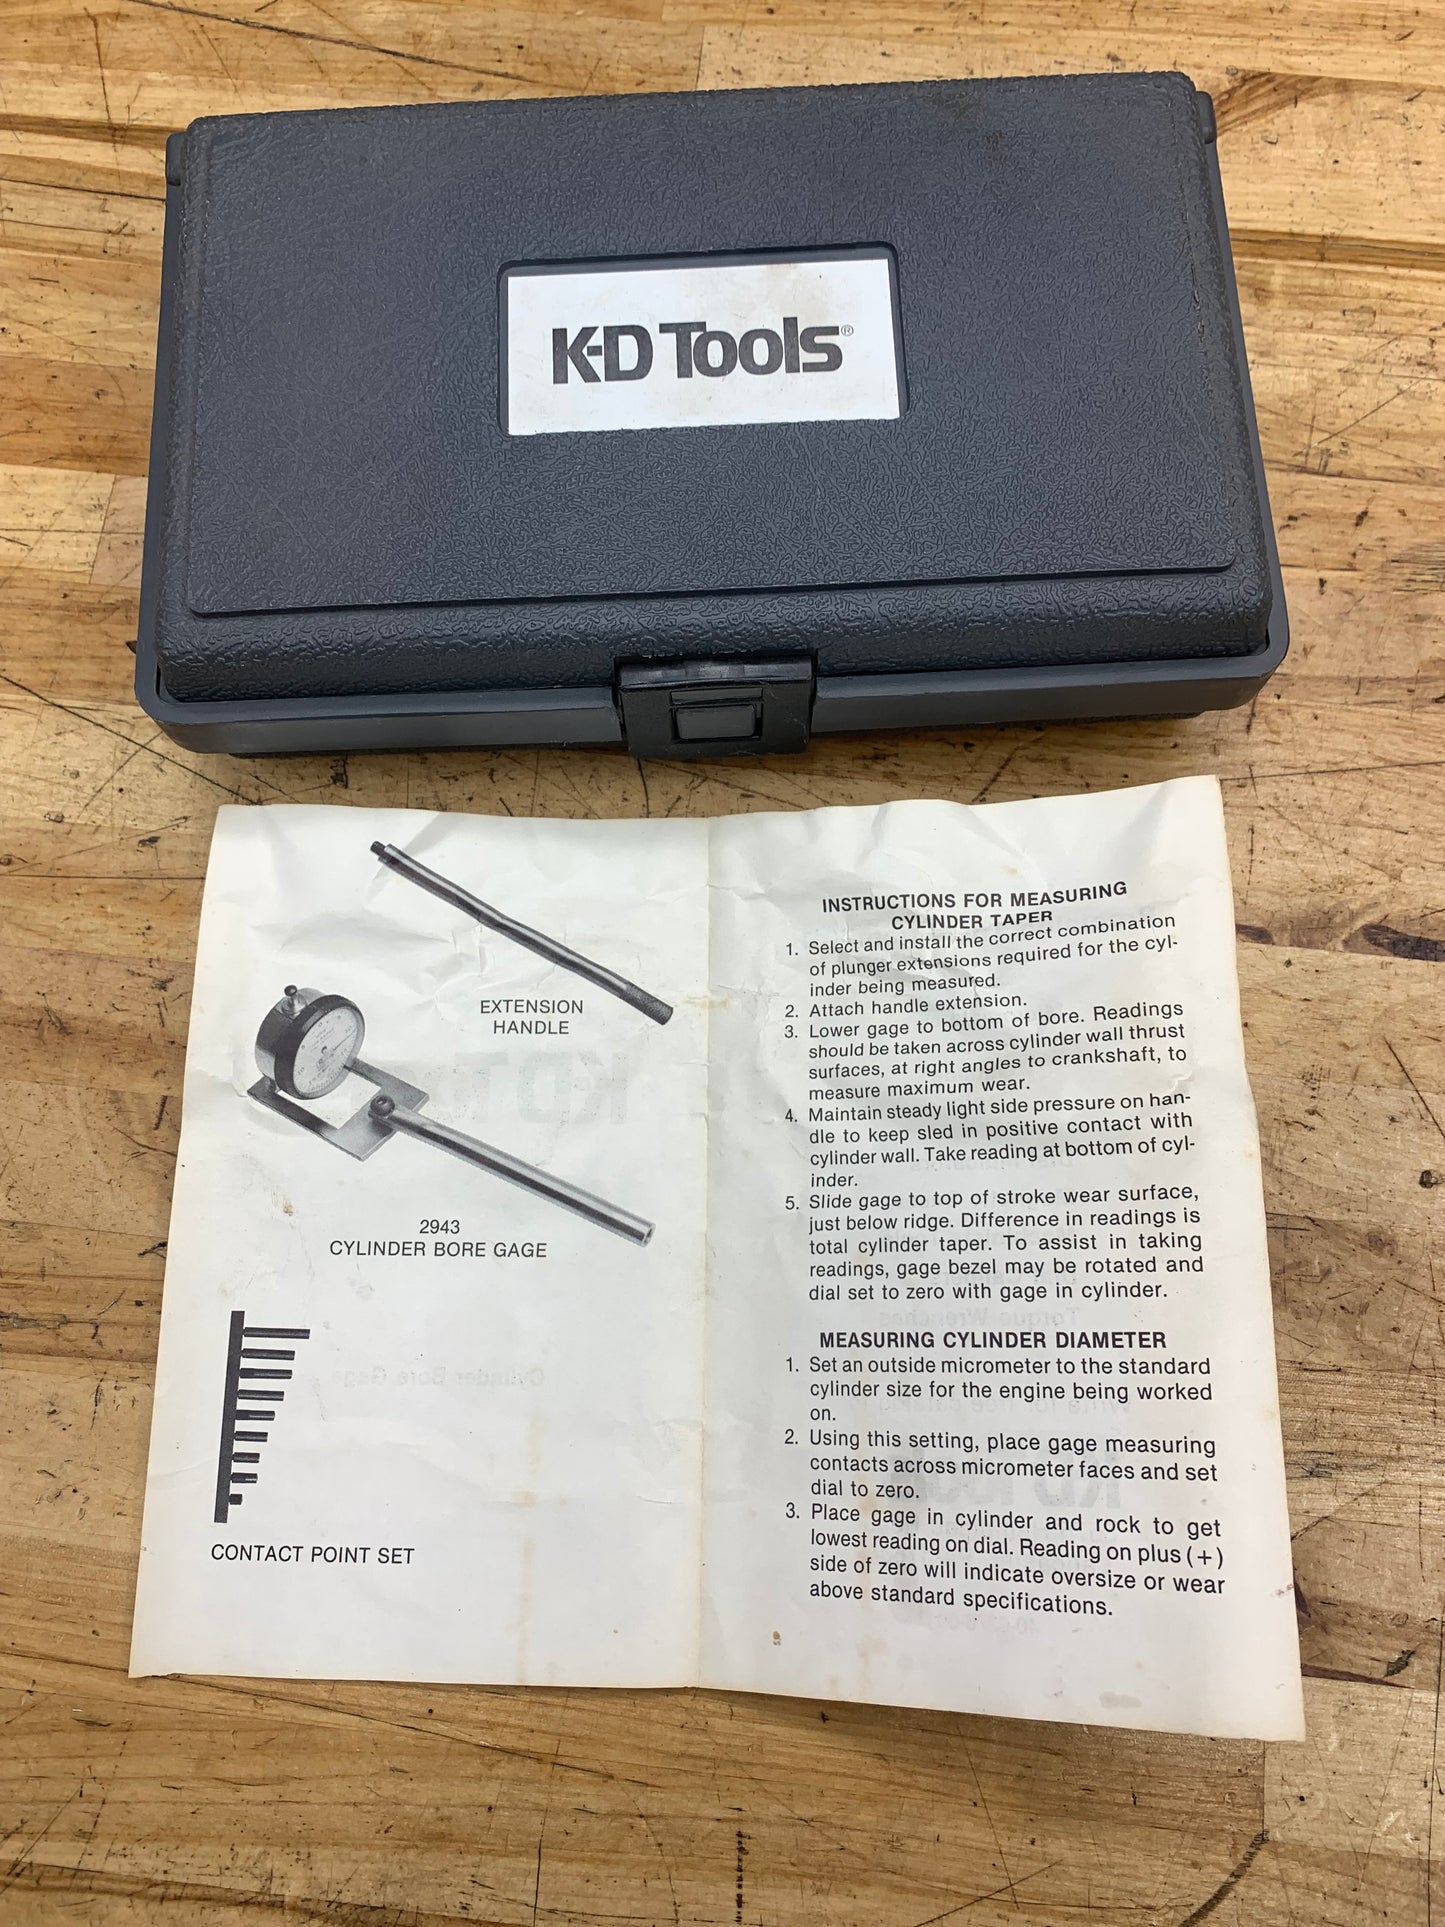 K-D Tools®
EXTENSION
HANDLE
2943
CYLINDER BORE GAGE
CONTACT POINT SET
INSTRUCTIONS FOR MEASURING
CYLINDER TAPER
1. Select and install the correct combination
of plunger extensions required for the cyl-
inder being measured.
2. Attach handle extension.
3. Lower gage to bottom of bore. Readings
should be taken across cylinder wall thrust
surfaces, at right angles to crankshaft, to
measure maximum wear.
4. Maintain steady light side pressure on han-
dle to keep sled in positive contact with
cylinder wall. Take reading at bottom of cyl-
inder.
5. Slide gage to top of stroke wear surface,
just below ridge. Difference in readings is
total cylinder taper. To assist in taking
readings, gage bezel may be rotated and
dial set to zero with gage in cylinder.
MEASURING CYLINDER DIAMETER
1. Set an outside micrometer to the standard
cylinder size for the engine being worked
on.
2. Using this setting, place gage measuring
contacts across micrometer faces and set
dial to zero.
3. Place gage in cylinder and rock to get
lowest reading on dial. Reading on plus (+)
side of zero will indicate oversize or wear
above standard specifications.